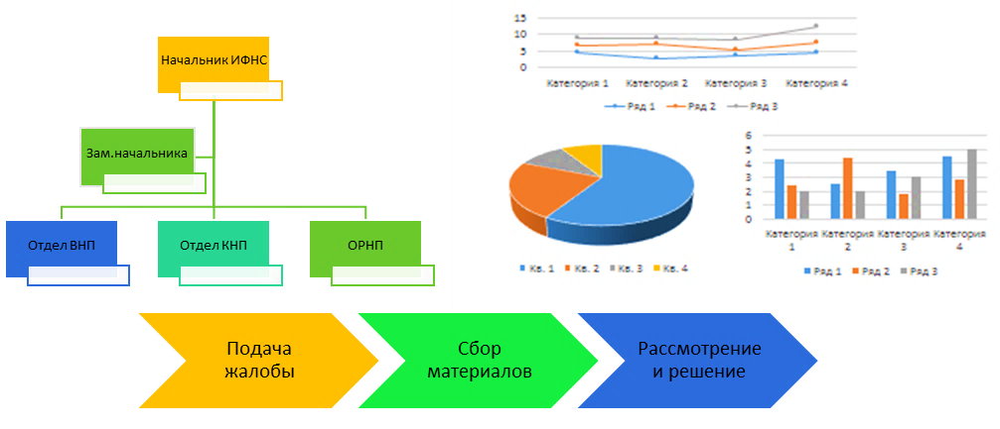 Начальник ИФНС
Зам.начальника
Отдел ВНП
Отдел КНП
ОРНП
15
10
5
0
Категория 1 Категория 2 Категория 3 Категория 4
Ряд 1 Ряд 2 Ряд 3
Кв. 1 Кв. 2 Кв. 3 Кв. 4
6
5
4
3
2
1
0
Категория Категория Категория Категория
1 2 3 4
Ряд 1 Ряд 2 Ряд 3
Подача
жалобы
Сбор
материалов
Рассмотрение
и решение